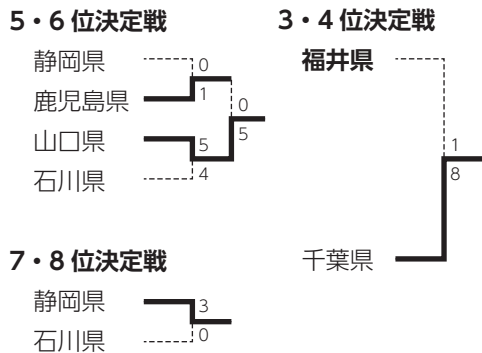 5・6位決定戦
静岡県
0
鹿児島県
1
0
山口県
5
5
石川県
4
7・8位決定戦
静岡県
3
石川県
0
3・4位決定戦
福井県
1
8
千葉県